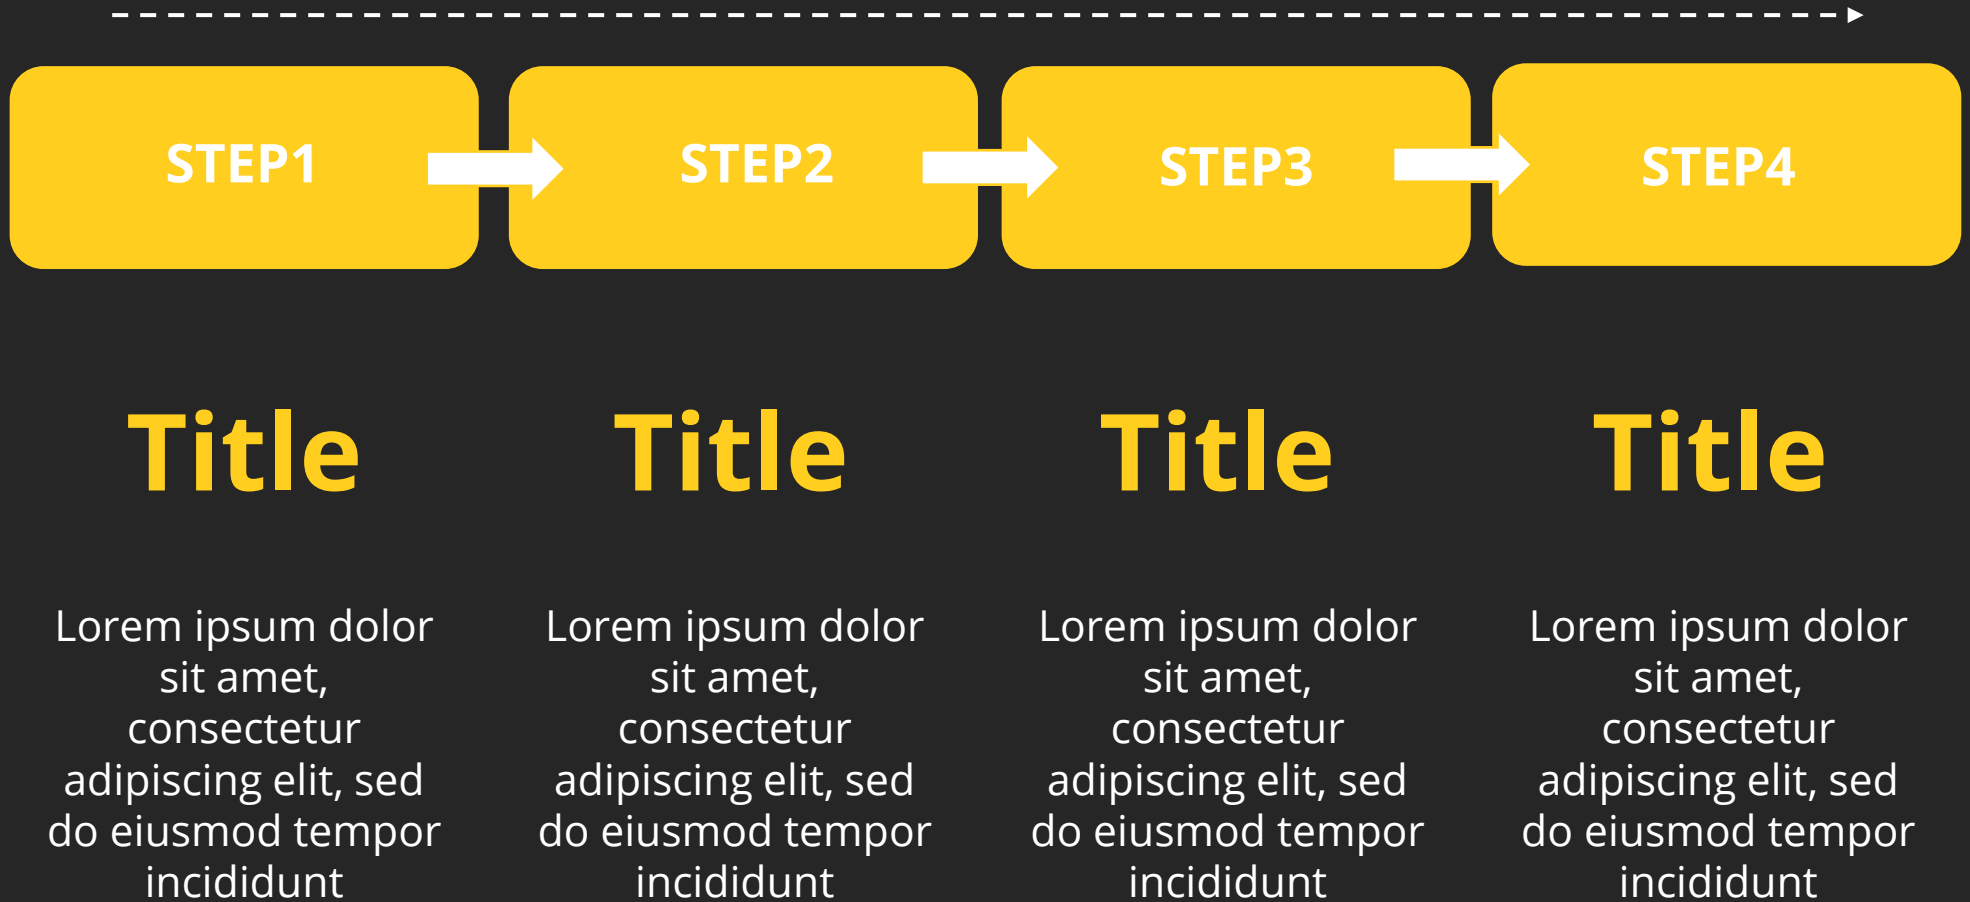 STEP1
STEP2
STEP3
STEP4
Title
Title
Title
Title
Lorem ipsum dolor
sit amet,
consectetur
adipiscing elit, sed
do eiusmod tempor
incididunt
Lorem ipsum dolor
sit amet,
consectetur
adipiscing elit, sed
do eiusmod tempor
incididunt
Lorem ipsum dolor
sit amet,
consectetur
adipiscing elit, sed
do eiusmod tempor
incididunt
Lorem ipsum dolor
sit amet,
consectetur
adipiscing elit, sed
do eiusmod tempor
incididunt